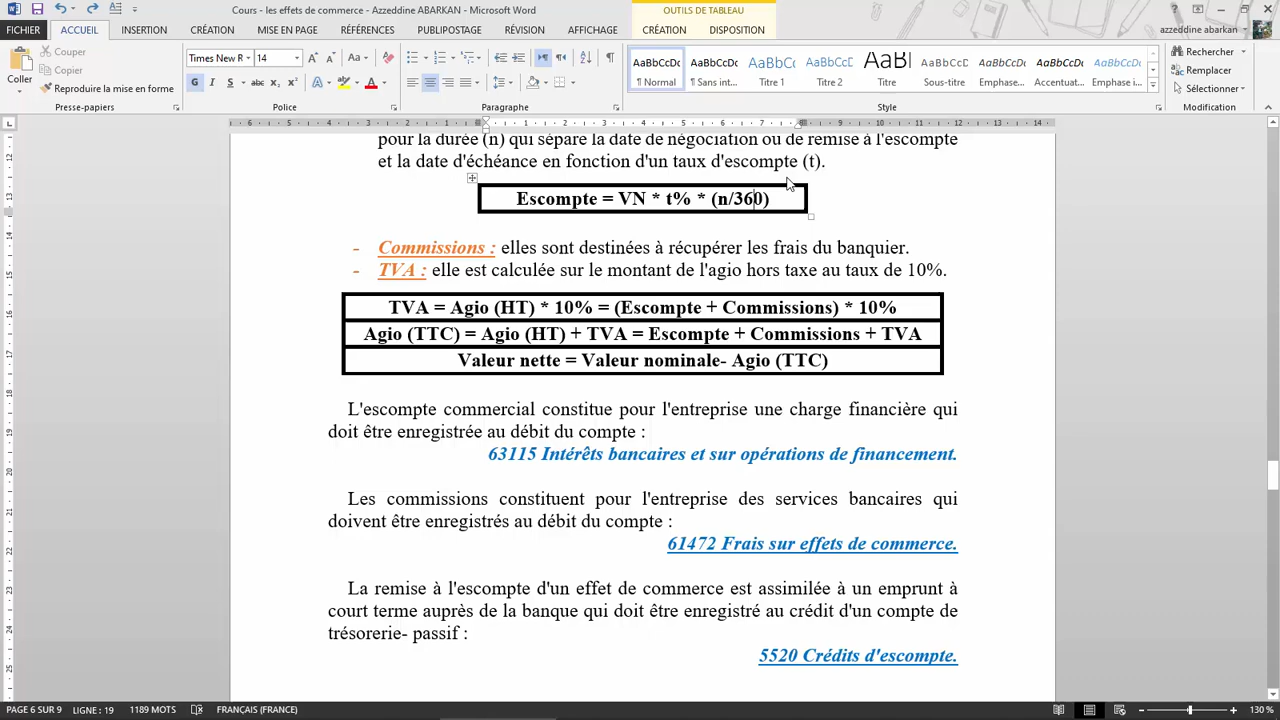 Cours - les effets de commerce - Azzeddine ABARKAN - Microsoft Word
OUTILS DE TABLEAU
FICHIER ACCUEIL INSERTION CRÉATION MISE EN PAGE RÉFÉRENCES PUBLIPOSTAGE RÉVISION AFFICHAGE CRÉATION DISPOSITION azzeddine abarkan
Coller
Couper
Copier
Reproduire la mise en forme
Presse-papiers
Times New R 14
G I S abc
Police
Paragraphe
AaBbCcDc AaBbCcDc AaBbCc AaBbCcC AaBl AaBbCcC AaBbCcDt AaBbCcDt AaBbCcDt
¶ Normal ¶ Sans int... Titre 1 Titre 2 Titre Sous-titre Emphase... Accentuat... Emphase i...
Style
Rechercher
Remplacer
Sélectionner
Modification
pour la durée (n) qui sépare la date de négociation ou de remise à l'escompte
et la date d'échéance en fonction d'un taux d'escompte (t).
Escompte = VN * t% * (n/360)
- Commissions : elles sont destinées à récupérer les frais du banquier.
- TVA : elle est calculée sur le montant de l'agio hors taxe au taux de 10%.
TVA = Agio (HT) * 10% = (Escompte + Commissions) * 10%
Agio (TTC) = Agio (HT) + TVA = Escompte + Commissions + TVA
Valeur nette = Valeur nominale- Agio (TTC)
L'escompte commercial constitue pour l'entreprise une charge financière qui
doit être enregistrée au débit du compte :
63115 Intérêts bancaires et sur opérations de financement.
Les commissions constituent pour l'entreprise des services bancaires qui
doivent être enregistrés au débit du compte :
61472 Frais sur effets de commerce.
La remise à l'escompte d'un effet de commerce est assimilée à un emprunt à
court terme auprès de la banque qui doit être enregistré au crédit d'un compte de
trésorerie- passif :
5520 Crédits d'escompte.
PAGE 6 SUR 9 LIGNE : 19 1189 MOTS FRANÇAIS (FRANCE) 130 %